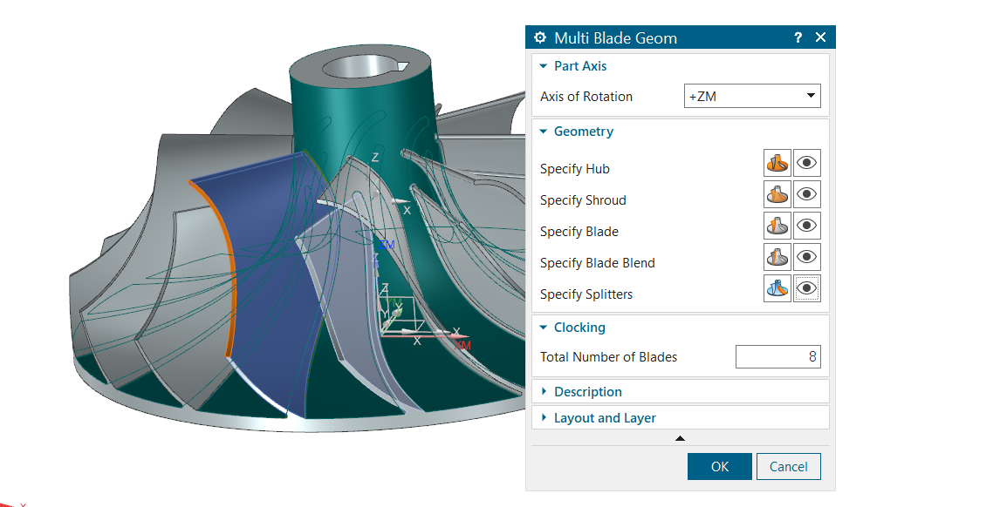 Multi Blade Geom ? ×
Part Axis
Axis of Rotation +ZM
Geometry
Specify Hub
Specify Shroud
Specify Blade
Specify Blade Blend
Specify Splitters
Clocking
Total Number of Blades 8
Description
Layout and Layer
OK Cancel
Z
X
ZM
Z
Z
YM
Y
X
X
XM
X